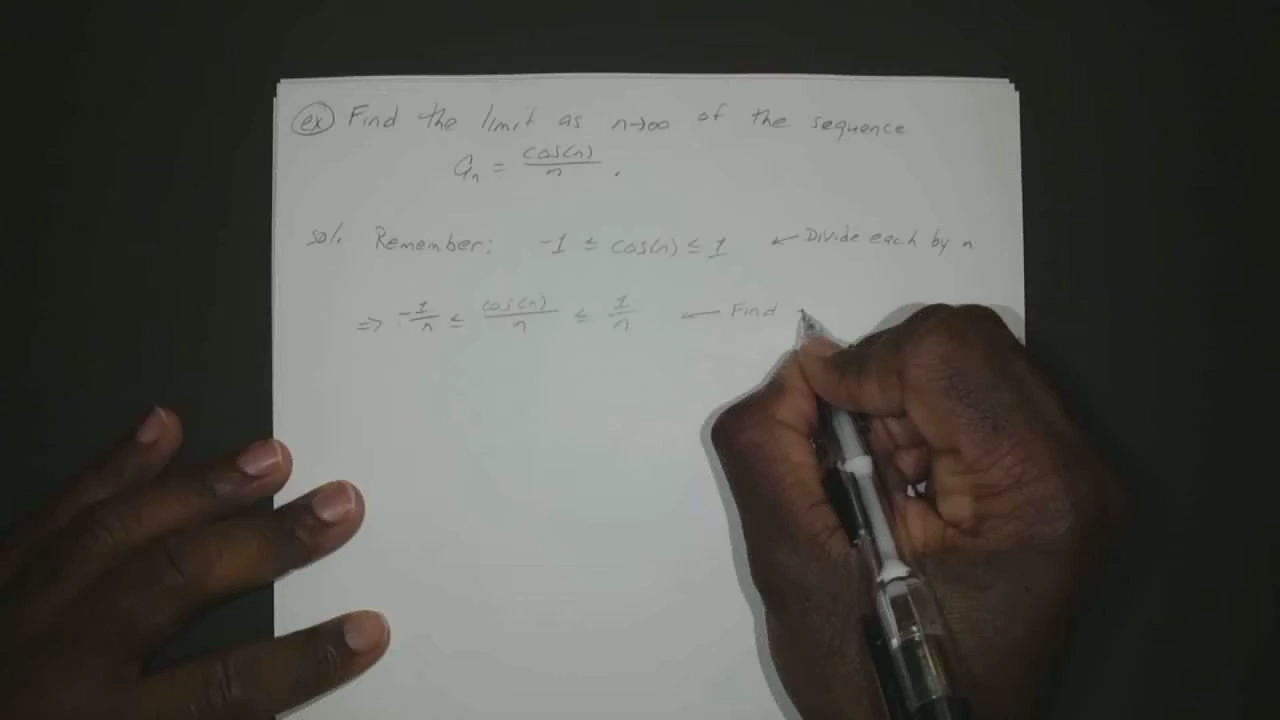 ex Find the limit as n→∞ of the sequence
aₙ = cos(n)/n .
sol. Remember: -1 ≤ cos(n) ≤ 1 ← Divide each by n
⇒ -1/n ≤ cos(n)/n ≤ 1/n ← Find